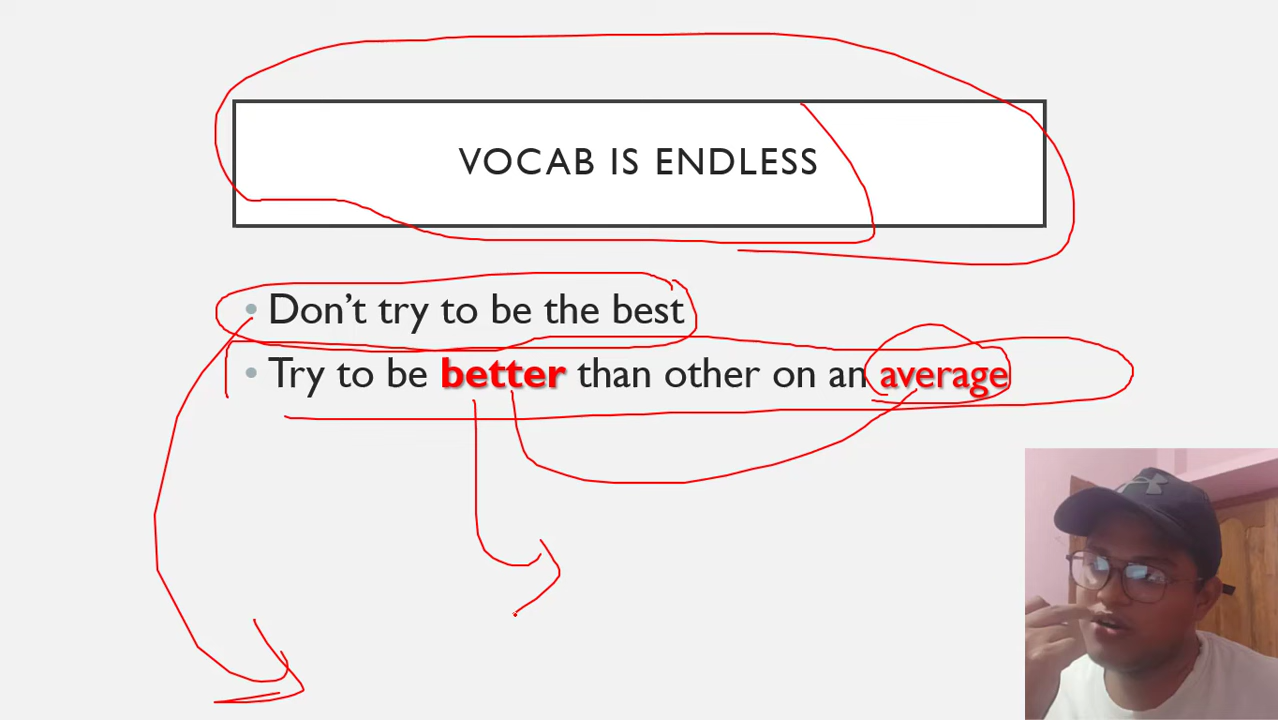 VOCAB IS ENDLESS
• Don't try to be the best
• Try to be better than other on an average